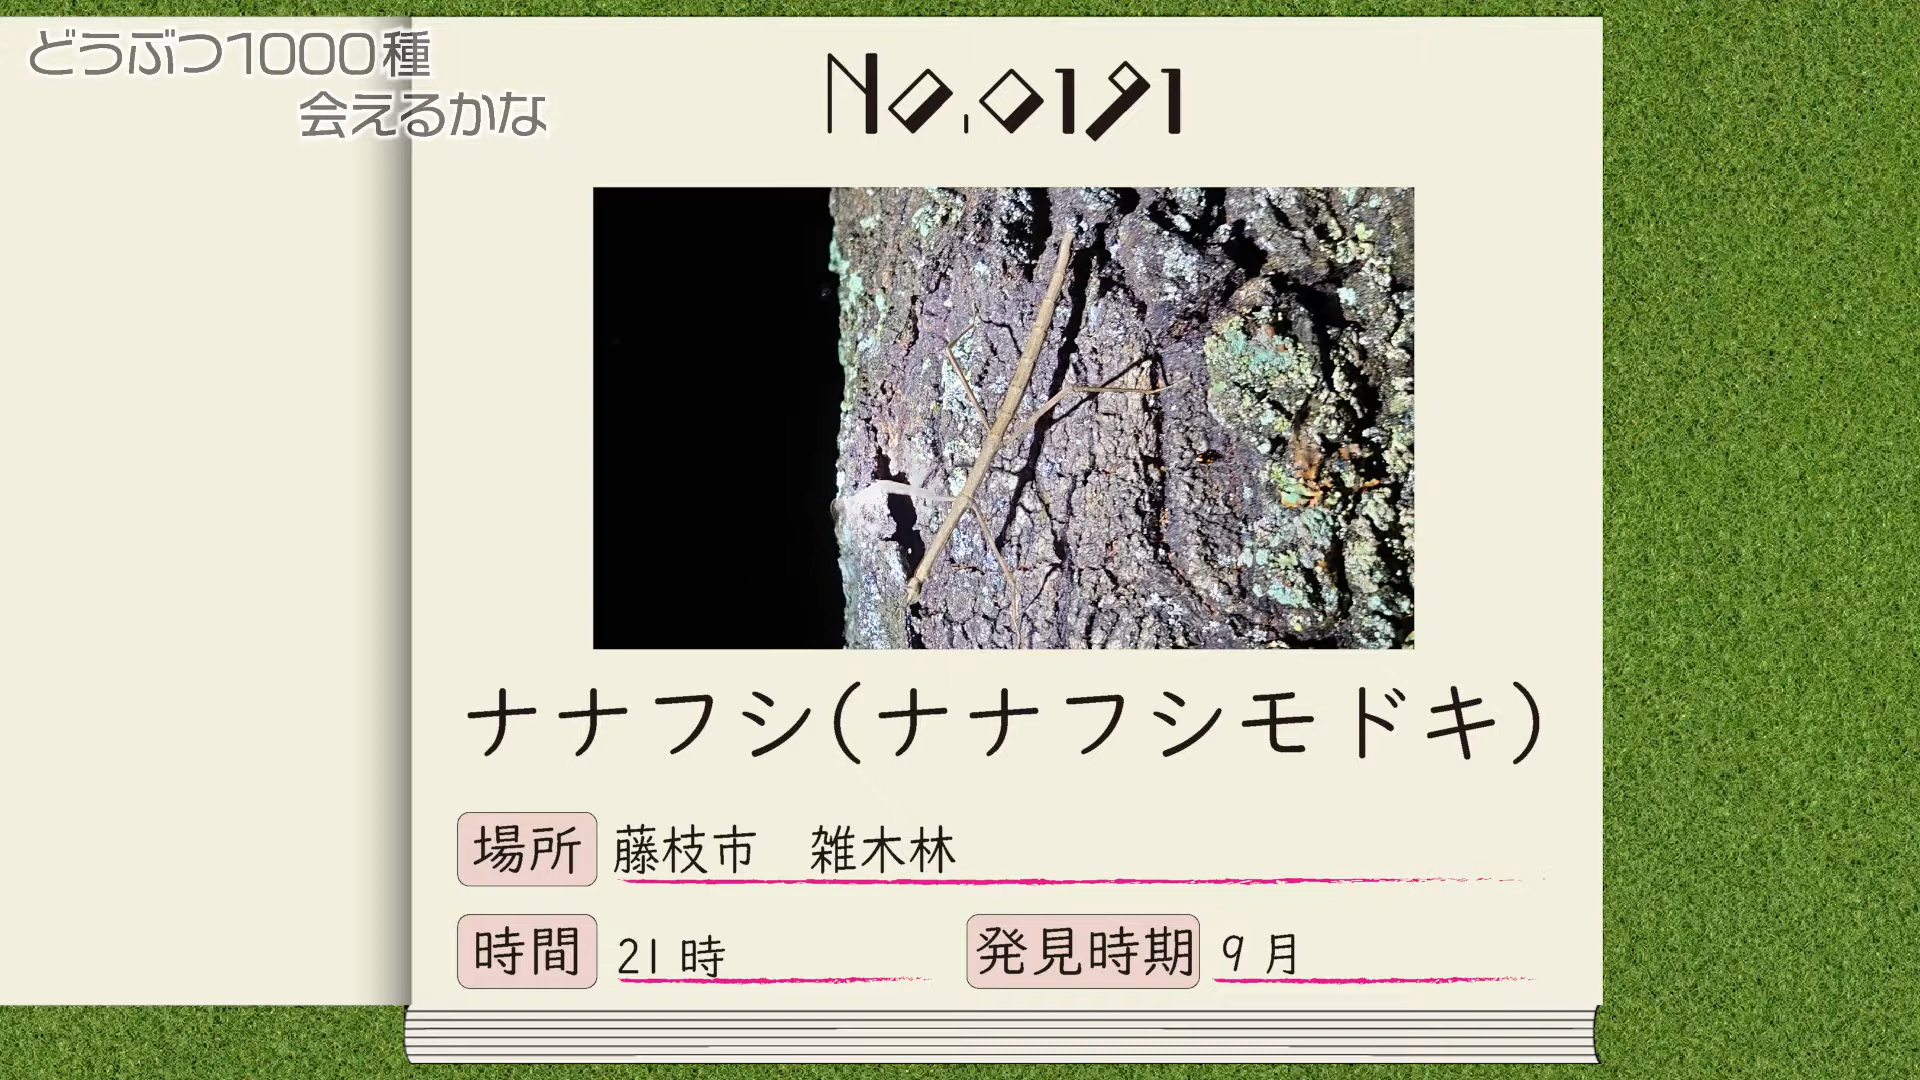 どうぶつ1000種
会えるかな
No.0191
ナナフシ(ナナフシモドキ)
場所 藤枝市　雑木林
時間 21時 発見時期 9月